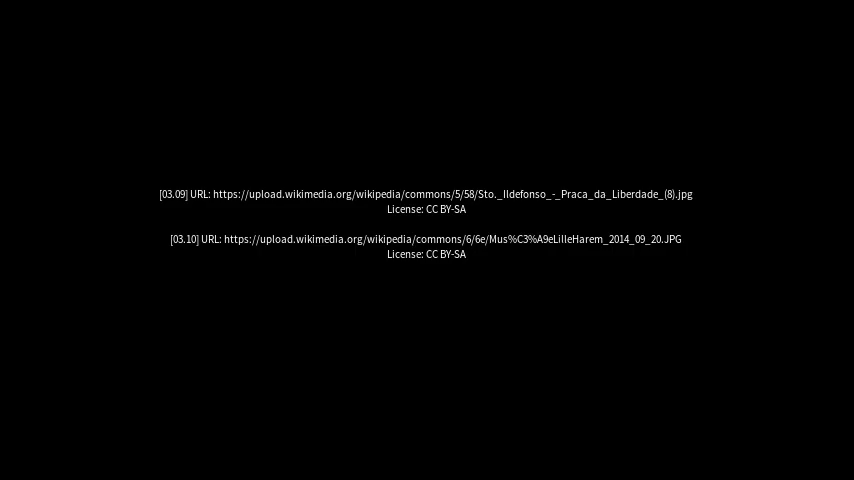 [03.09] URL: https://upload.wikimedia.org/wikipedia/commons/5/58/Sto._Ildefonso_-_Praca_da_Liberdade_(8).jpg
License: CC BY-SA
[03.10] URL: https://upload.wikimedia.org/wikipedia/commons/6/6e/Mus%C3%A9eLilleHarem_2014_09_20.JPG
License: CC BY-SA